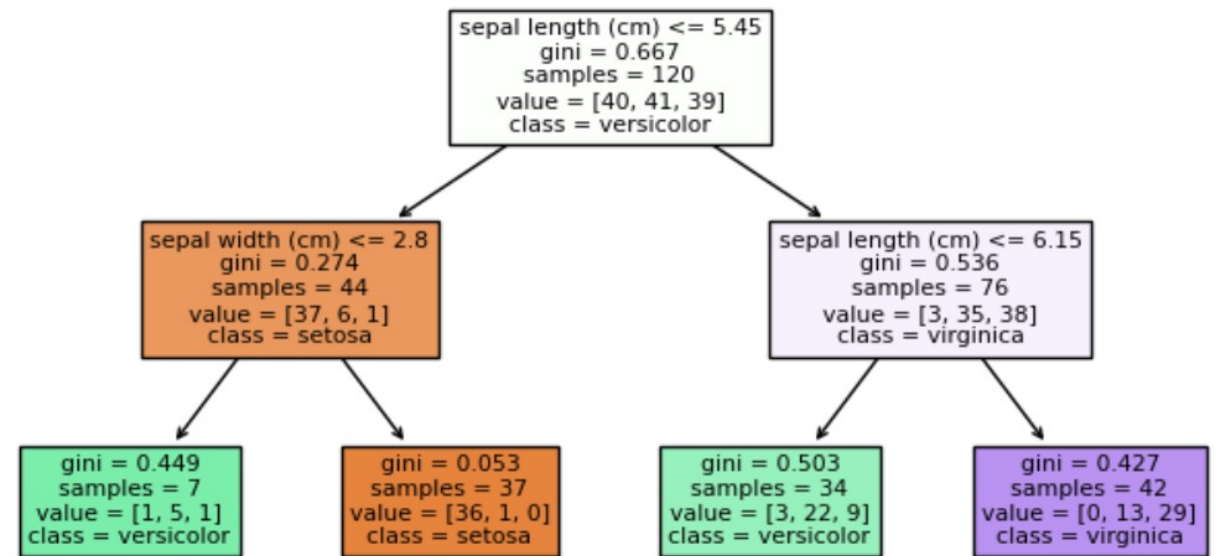 sepal length (cm) <= 5.45
gini = 0.667
samples = 120
value = [40, 41, 39]
class = versicolor
sepal width (cm) <= 2.8
gini = 0.274
samples = 44
value = [37, 6, 1]
class = setosa
sepal length (cm) <= 6.15
gini = 0.536
samples = 76
value = [3, 35, 38]
class = virginica
gini = 0.449
samples = 7
value = [1, 5, 1]
class = versicolor
gini = 0.053
samples = 37
value = [36, 1, 0]
class = setosa
gini = 0.503
samples = 34
value = [3, 22, 9]
class = versicolor
gini = 0.427
samples = 42
value = [0, 13, 29]
class = virginica